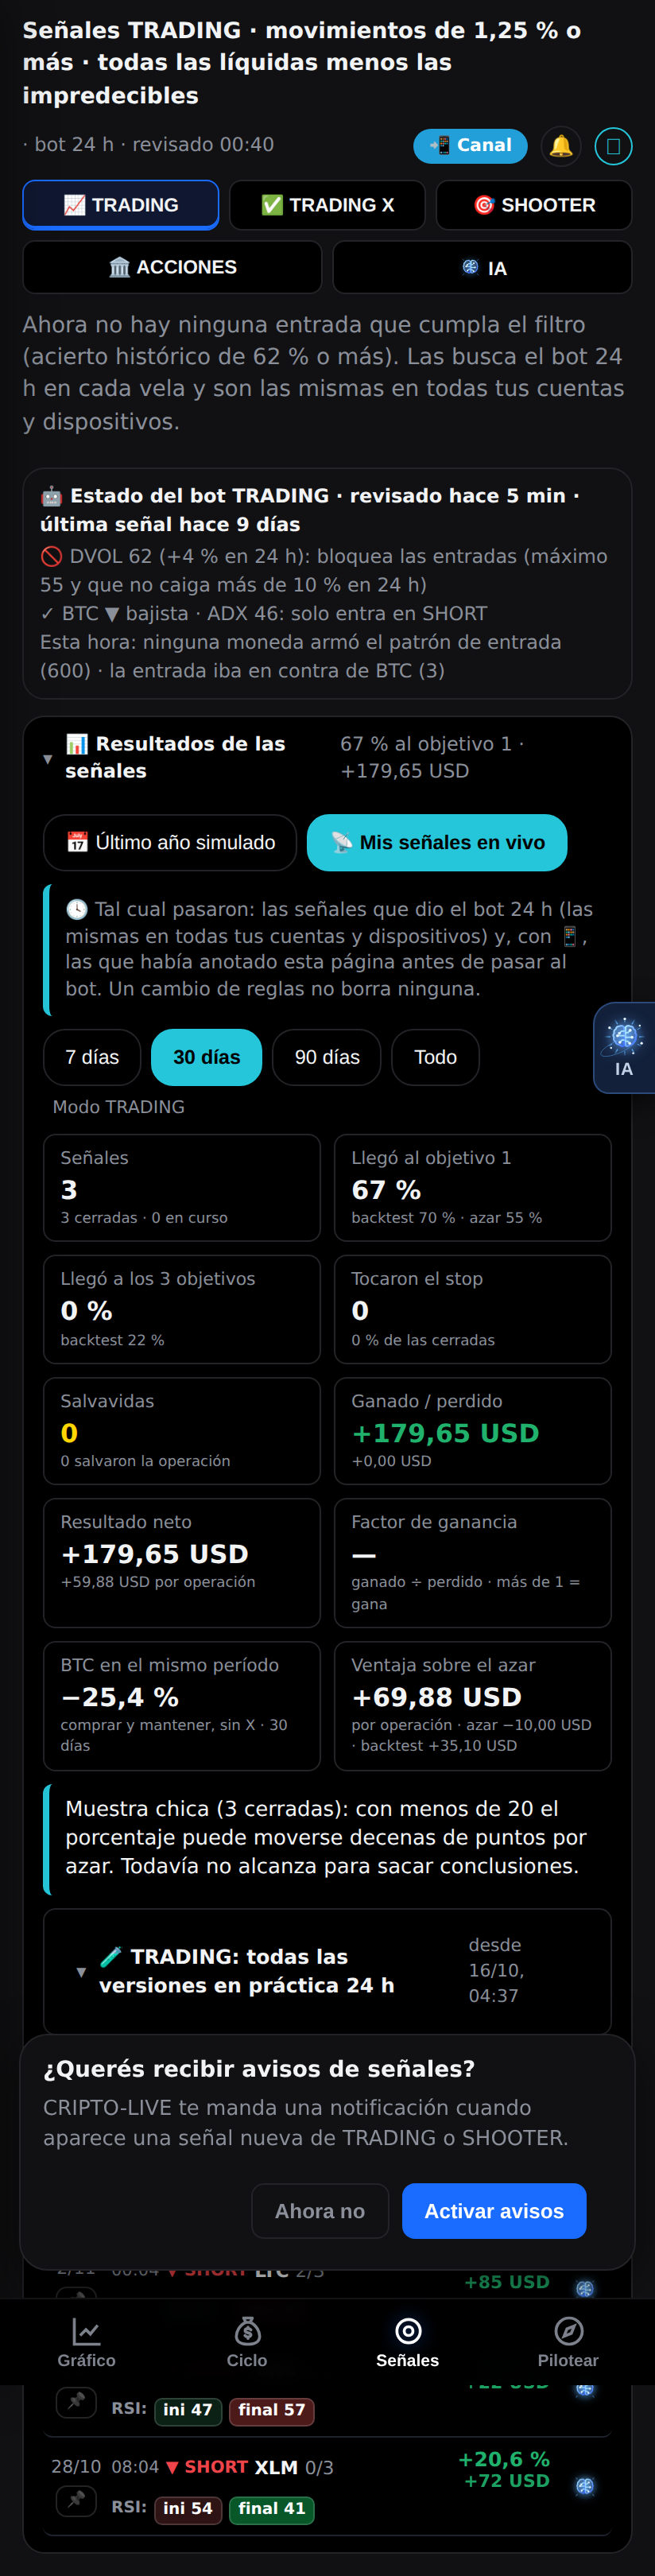 Señales TRADING · movimientos de 1,25 % o
más · todas las líquidas menos las
impredecibles
· bot 24 h · revisado 00:40
Canal
TRADING
TRADING X
SHOOTER
ACCIONES
IA
Ahora no hay ninguna entrada que cumpla el filtro
(acierto histórico de 62 % o más). Las busca el bot 24
h en cada vela y son las mismas en todas tus cuentas
y dispositivos.
Estado del bot TRADING · revisado hace 5 min ·
última señal hace 9 días
DVOL 62 (+4 % en 24 h): bloquea las entradas (máximo
55 y que no caiga más de 10 % en 24 h)
✓ BTC ▼ bajista · ADX 46: solo entra en SHORT
Esta hora: ninguna moneda armó el patrón de entrada
(600) · la entrada iba en contra de BTC (3)
▼ Resultados de las
señales
67 % al objetivo 1 ·
+179,65 USD
Último año simulado
Mis señales en vivo
Tal cual pasaron: las señales que dio el bot 24 h (las
mismas en todas tus cuentas y dispositivos) y, con 📱,
las que había anotado esta página antes de pasar al
bot. Un cambio de reglas no borra ninguna.
IA
7 días
30 días
90 días
Todo
Modo TRADING
Señales
3
3 cerradas · 0 en curso
Llegó al objetivo 1
67 %
backtest 70 % · azar 55 %
Llegó a los 3 objetivos
0 %
backtest 22 %
Tocaron el stop
0
0 % de las cerradas
Salvavidas
0
0 salvaron la operación
Ganado / perdido
+179,65 USD
+0,00 USD
Resultado neto
+179,65 USD
+59,88 USD por operación
Factor de ganancia
—
ganado ÷ perdido · más de 1 =
gana
BTC en el mismo período
−25,4 %
comprar y mantener, sin X · 30
días
Ventaja sobre el azar
+69,88 USD
por operación · azar −10,00 USD
· backtest +35,10 USD
Muestra chica (3 cerradas): con menos de 20 el
porcentaje puede moverse decenas de puntos por
azar. Todavía no alcanza para sacar conclusiones.
▼ TRADING: todas las
versiones en práctica 24 h
desde
16/10,
04:37
¿Querés recibir avisos de señales?
CRIPTO-LIVE te manda una notificación cuando
aparece una señal nueva de TRADING o SHOOTER.
Ahora no
Activar avisos
2/11 00:04 ▼ SHORT LTC 2/3
+85 USD
Gráfico
Ciclo
Señales
Pilotear
+22 USD
RSI: ini 47 final 57
28/10 08:04 ▼ SHORT XLM 0/3
+20,6 %
+72 USD
RSI: ini 54 final 41